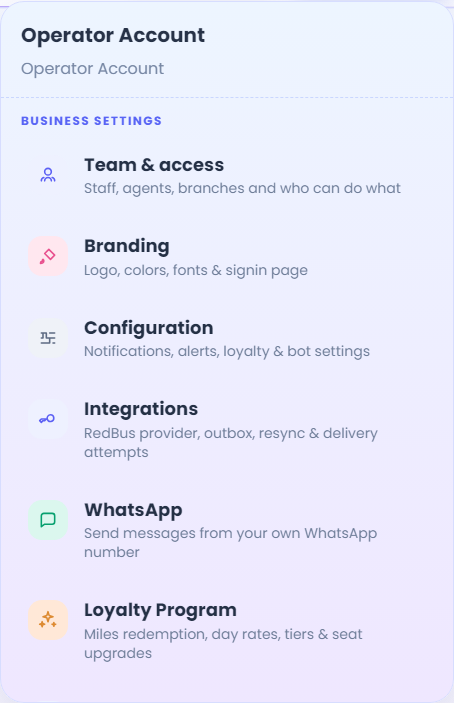 Operator Account
Operator Account
BUSINESS SETTINGS
Team & access
Staff, agents, branches and who can do what
Branding
Logo, colors, fonts & signin page
Configuration
Notifications, alerts, loyalty & bot settings
Integrations
RedBus provider, outbox, resync & delivery
attempts
WhatsApp
Send messages from your own WhatsApp
number
Loyalty Program
Miles redemption, day rates, tiers & seat
upgrades